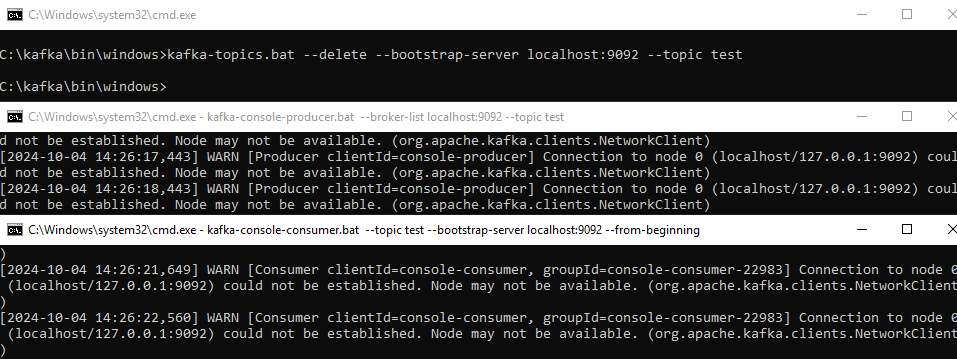 C:\Windows\system32\cmd.exe
C:\kafka\bin\windows>kafka-topics.bat --delete --bootstrap-server localhost:9092 --topic test
C:\kafka\bin\windows>
C:\Windows\system32\cmd.exe - kafka-console-producer.bat --broker-list localhost:9092 --topic test
d not be established. Node may not be available. (org.apache.kafka.clients.NetworkClient)
[2024-10-04 14:26:17,443] WARN [Producer clientId=console-producer] Connection to node 0 (localhost/127.0.0.1:9092) coul
d not be established. Node may not be available. (org.apache.kafka.clients.NetworkClient)
[2024-10-04 14:26:18,443] WARN [Producer clientId=console-producer] Connection to node 0 (localhost/127.0.0.1:9092) coul
d not be established. Node may not be available. (org.apache.kafka.clients.NetworkClient)
C:\Windows\system32\cmd.exe - kafka-console-consumer.bat --topic test --bootstrap-server localhost:9092 --from-beginning
)
[2024-10-04 14:26:21,649] WARN [Consumer clientId=console-consumer, groupId=console-consumer-22983] Connection to node 0
(localhost/127.0.0.1:9092) could not be established. Node may not be available. (org.apache.kafka.clients.NetworkClient
)
[2024-10-04 14:26:22,560] WARN [Consumer clientId=console-consumer, groupId=console-consumer-22983] Connection to node 0
(localhost/127.0.0.1:9092) could not be established. Node may not be available. (org.apache.kafka.clients.NetworkClient
)